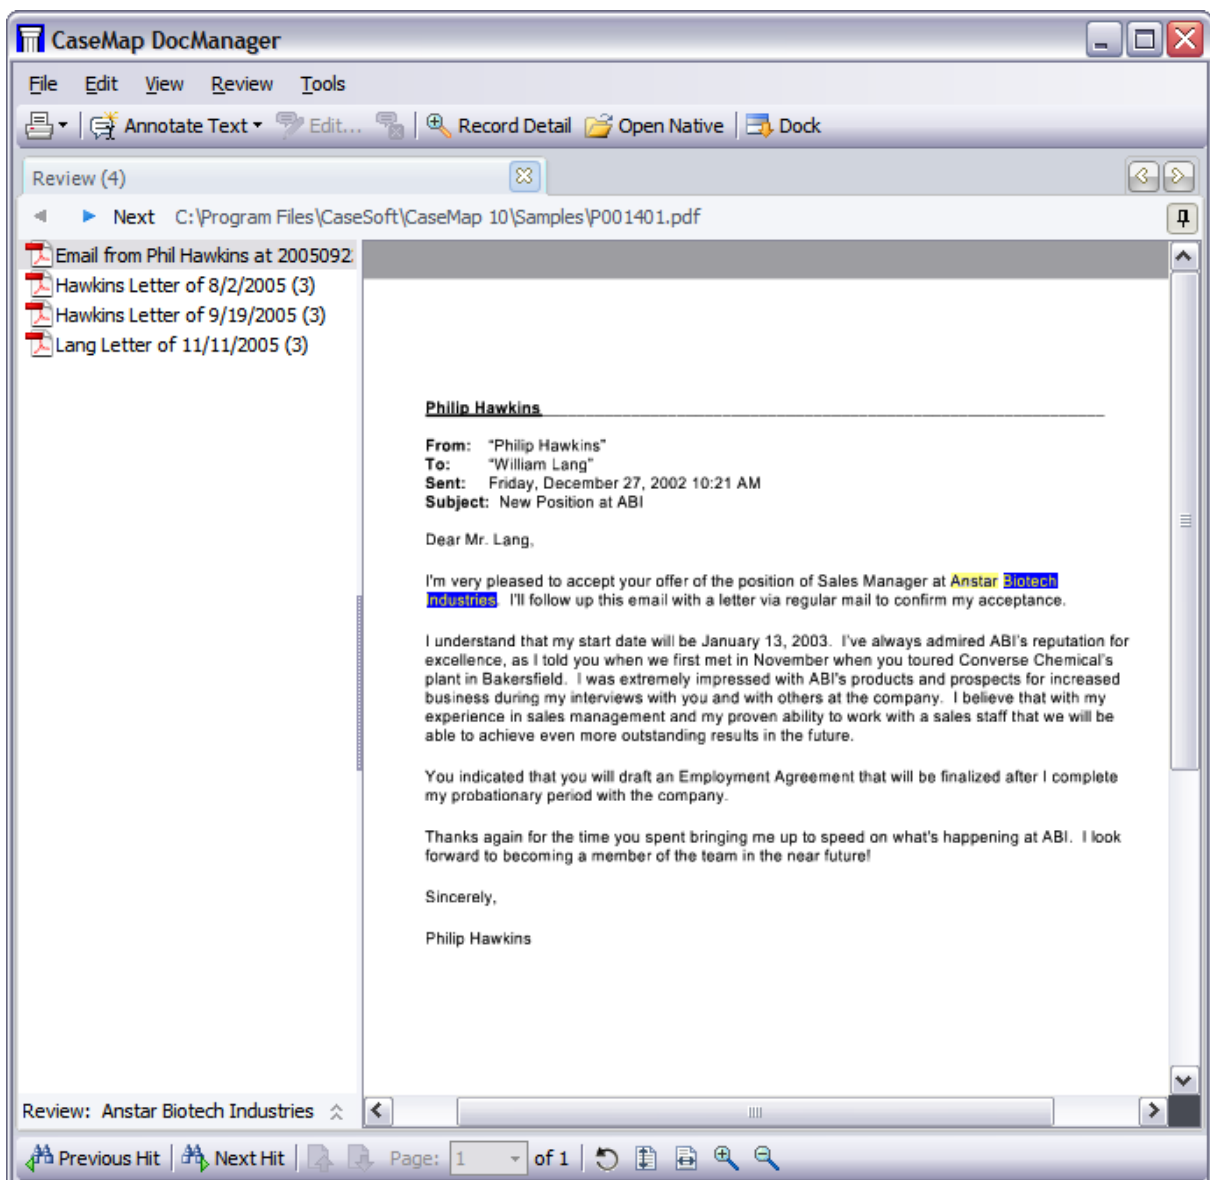 CaseMap DocManager
File Edit View Review Tools
Annotate Text Edit... Record Detail Open Native Dock
Review (4)
Next C:\Program Files\CaseSoft\CaseMap 10\Samples\P001401.pdf
Email from Phil Hawkins at 2005092
Hawkins Letter of 8/2/2005 (3)
Hawkins Letter of 9/19/2005 (3)
Lang Letter of 11/11/2005 (3)
Philip Hawkins
From: "Philip Hawkins"
To: "William Lang"
Sent: Friday, December 27, 2002 10:21 AM
Subject: New Position at ABI
Dear Mr. Lang,
I'm very pleased to accept your offer of the position of Sales Manager at Anstar Biotech
Industries. I'll follow up this email with a letter via regular mail to confirm my acceptance.
I understand that my start date will be January 13, 2003. I've always admired ABI's reputation for
excellence, as I told you when we first met in November when you toured Converse Chemical's
plant in Bakersfield. I was extremely impressed with ABI's products and prospects for increased
business during my interviews with you and with others at the company. I believe that with my
experience in sales management and my proven ability to work with a sales staff that we will be
able to achieve even more outstanding results in the future.
You indicated that you will draft an Employment Agreement that will be finalized after I complete
my probationary period with the company.
Thanks again for the time you spent bringing me up to speed on what's happening at ABI. I look
forward to becoming a member of the team in the near future!
Sincerely,
Philip Hawkins
Review: Anstar Biotech Industries
Previous Hit Next Hit Page: 1 of 1